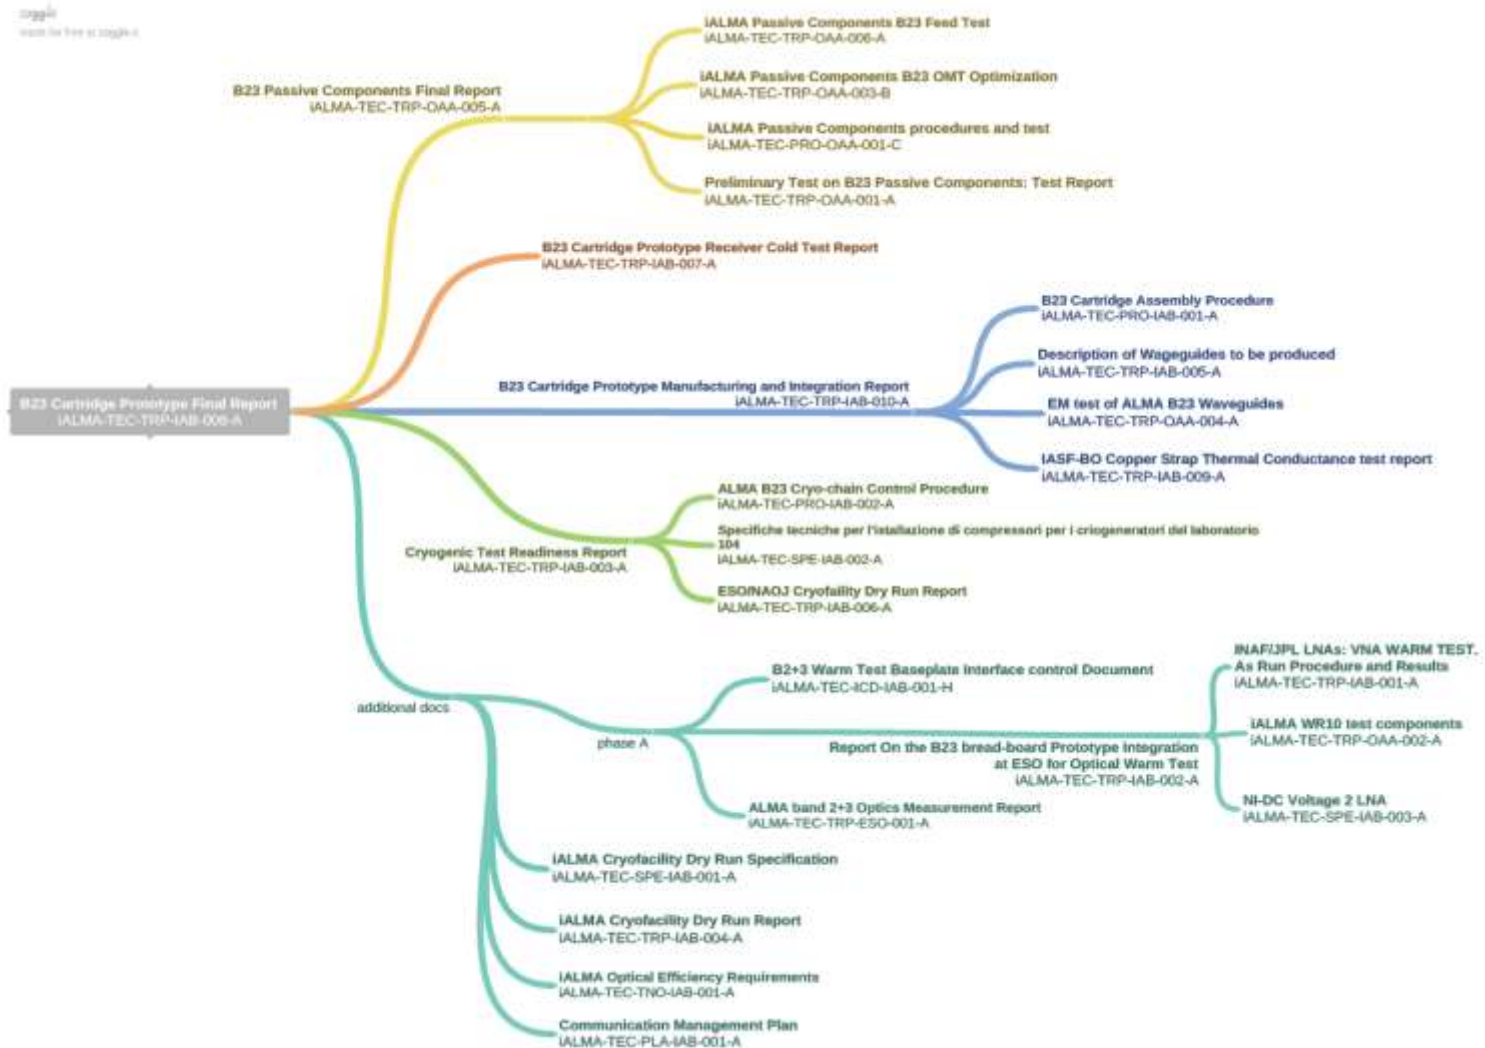 toggle
B23 Passive Components Final Report
iALMA-TEC-TRP-OAA-005-A
iALMA Passive Components B23 Feed Test
iALMA-TEC-TRP-OAA-006-A
iALMA Passive Components B23 OMT Optimization
iALMA-TEC-TRP-OAA-003-B
iALMA Passive Components procedures and test
iALMA-TEC-PRO-OAA-001-C
Preliminary Test on B23 Passive Components: Test Report
iALMA-TEC-TRP-OAA-001-A
B23 Cartridge Prototype Receiver Cold Test Report
iALMA-TEC-TRP-IAB-007-A
B23 Cartridge Prototype Final Report
iALMA-TEC-TRP-IAB-008-A
B23 Cartridge Prototype Manufacturing and Integration Report
iALMA-TEC-TRP-IAB-010-A
B23 Cartridge Assembly Procedure
iALMA-TEC-PRO-IAB-001-A
Description of Wageguides to be produced
iALMA-TEC-TRP-IAB-005-A
EM test of ALMA B23 Waveguides
iALMA-TEC-TRP-OAA-004-A
IASF-BO Copper Strap Thermal Conductance test report
iALMA-TEC-TRP-IAB-009-A
Cryogenic Test Readiness Report
iALMA-TEC-TRP-IAB-003-A
ALMA B23 Cryo-chain Control Procedure
iALMA-TEC-PRO-IAB-002-A
Specifiche tecniche per l'istallazione di compressori per i criogeneratori del laboratorio
104
iALMA-TEC-SPE-IAB-002-A
ESO/NAOJ Cryofaility Dry Run Report
iALMA-TEC-TRP-IAB-006-A
additional docs
phase A
B2+3 Warm Test Baseplate Interface control Document
iALMA-TEC-ICD-IAB-001-H
Report On the B23 bread-board Prototype Integration
at ESO for Optical Warm Test
iALMA-TEC-TRP-IAB-002-A
INAF/JPL LNAs: VNA WARM TEST.
As Run Procedure and Results
iALMA-TEC-TRP-IAB-001-A
iALMA WR10 test components
iALMA-TEC-TRP-OAA-002-A
NI-DC Voltage 2 LNA
iALMA-TEC-SPE-IAB-003-A
ALMA band 2+3 Optics Measurement Report
iALMA-TEC-TRP-ESO-001-A
iALMA Cryofacility Dry Run Specification
iALMA-TEC-SPE-IAB-001-A
iALMA Cryofacility Dry Run Report
iALMA-TEC-TRP-IAB-004-A
iALMA Optical Efficiency Requirements
iALMA-TEC-TNO-IAB-001-A
Communication Management Plan
iALMA-TEC-PLA-IAB-001-A